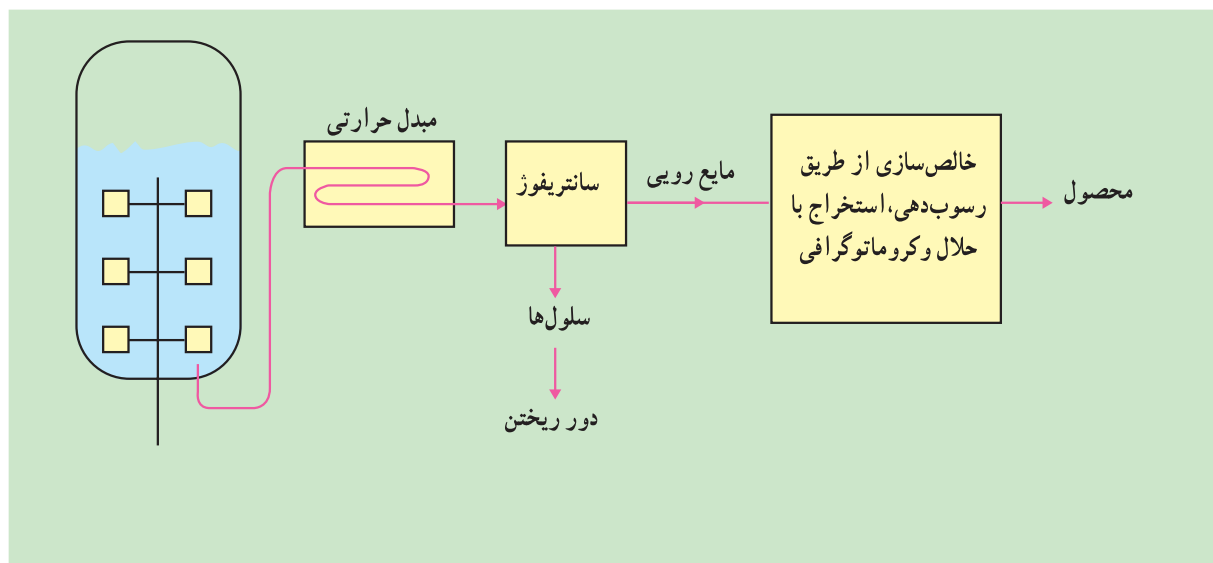 مبدل حرارتی
سانتریفوژ
مایع رویی
خالص‌سازی از طریق
رسوب‌دهی، استخراج با
حلال و کروماتوگرافی
محصول
سلول‌ها
دور ریختن